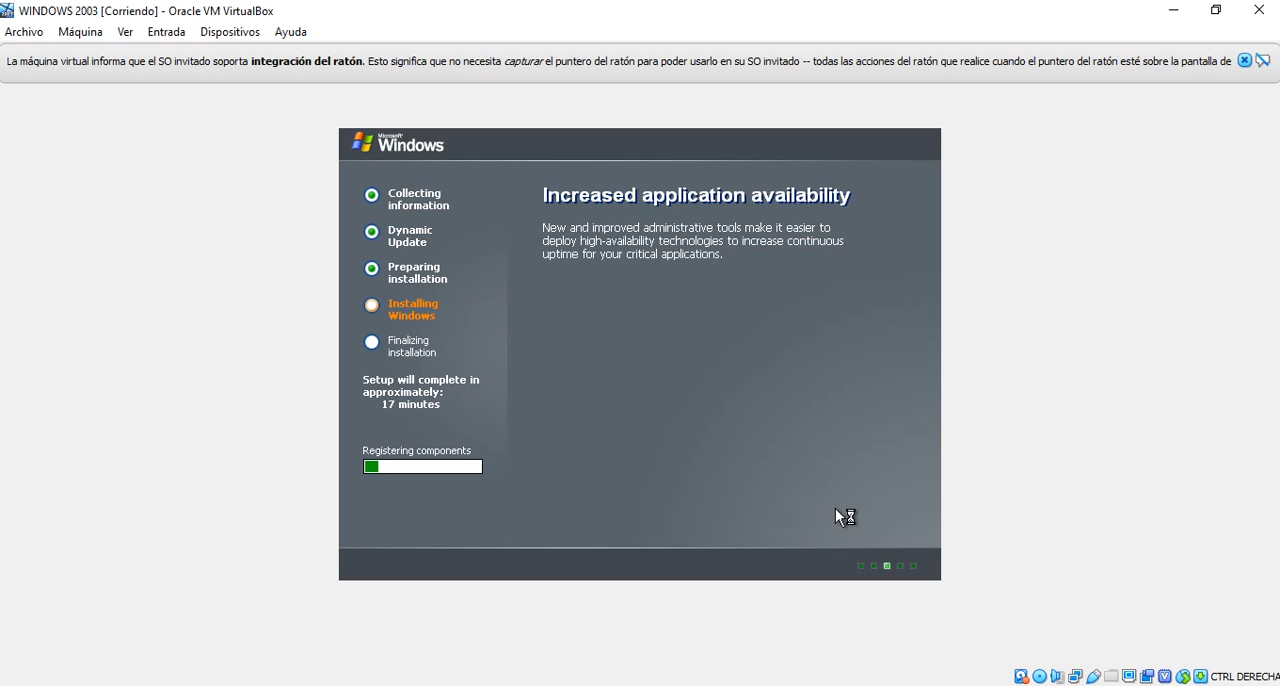 WINDOWS 2003 [Corriendo] - Oracle VM VirtualBox
Archivo Máquina Ver Entrada Dispositivos Ayuda
La máquina virtual informa que el SO invitado soporta integración del ratón. Esto significa que no necesita capturar el puntero del ratón para poder usarlo en su SO invitado -- todas las acciones del ratón que realice cuando el puntero del ratón esté sobre la pantalla de
Microsoft
Windows
Collecting
information
Dynamic
Update
Preparing
installation
Installing
Windows
Finalizing
installation
Setup will complete in
approximately:
17 minutes
Registering components
Increased application availability
New and improved administrative tools make it easier to
deploy high-availability technologies to increase continuous
uptime for your critical applications.
CTRL DERECHA